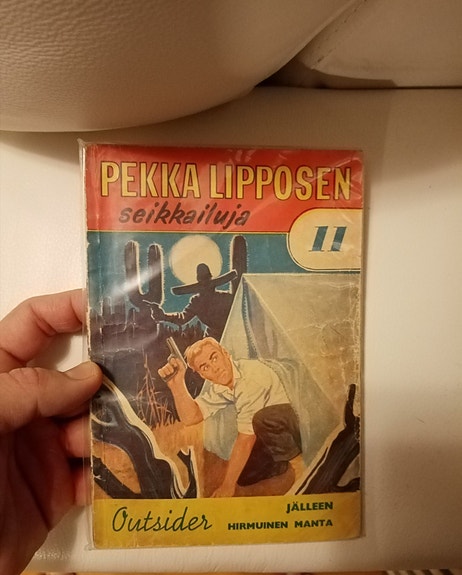 PEKKA LIPPOSEN
seikkailuja
11
Outsider
JÄLLEEN
HIRMUINEN MANTA